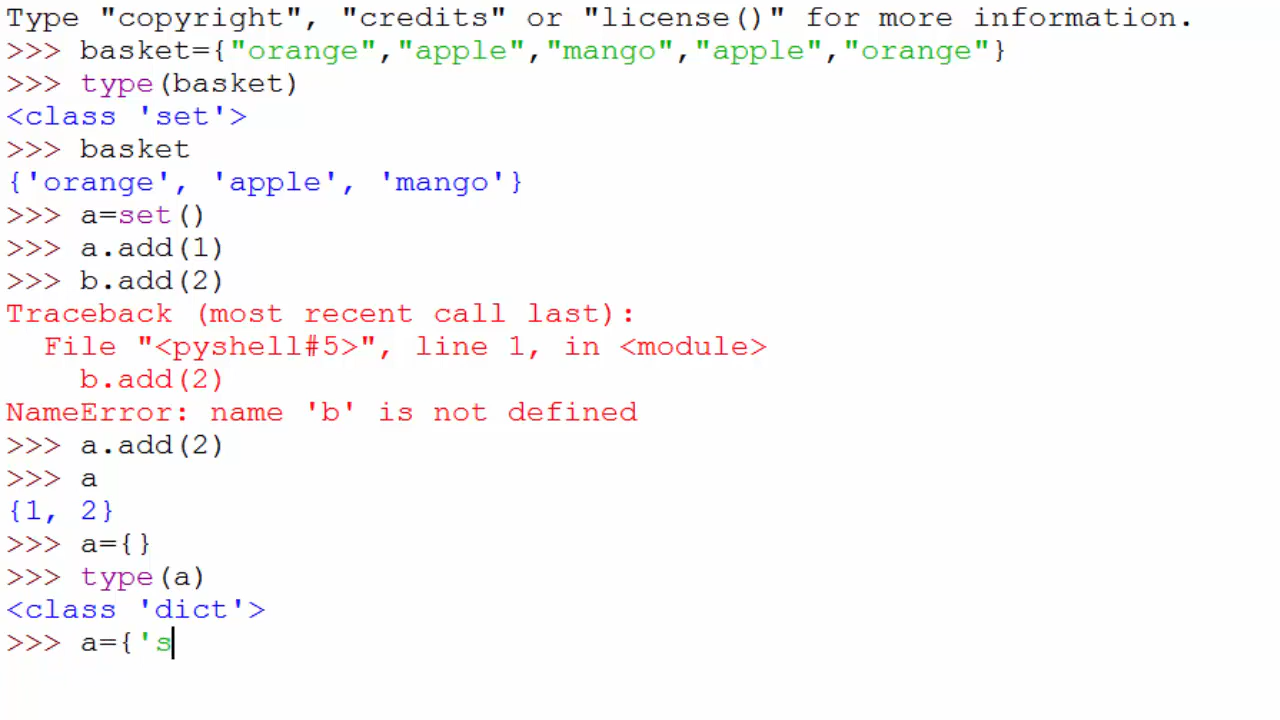 Type "copyright", "credits" or "license()" for more information.
>>> basket={"orange","apple","mango","apple","orange"}
>>> type(basket)
<class 'set'>
>>> basket
{'orange', 'apple', 'mango'}
>>> a=set()
>>> a.add(1)
>>> b.add(2)
Traceback (most recent call last):
  File "<pyshell#5>", line 1, in <module>
    b.add(2)
NameError: name 'b' is not defined
>>> a.add(2)
>>> a
{1, 2}
>>> a={}
>>> type(a)
<class 'dict'>
>>> a={'s